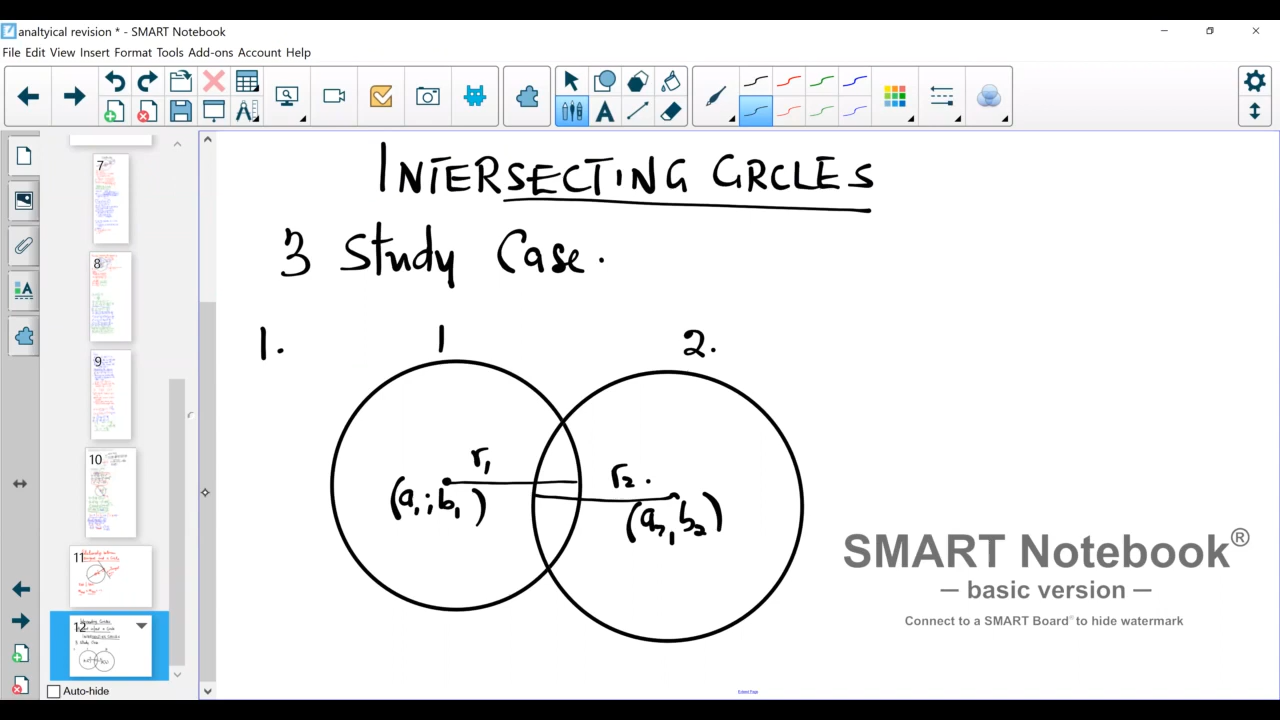 analtyical revision * - SMART Notebook
File Edit View Insert Format Tools Add-ons Account Help
7
8
9
10
11
12
Auto-hide
INTERSECTING CIRCLES
3 Study Case.
1.
1
2.
r₁
(a₁;b₁)
r₂.
(a₂,b₂)
SMART Notebook®
— basic version —
Connect to a SMART Board® to hide watermark
Extend Page